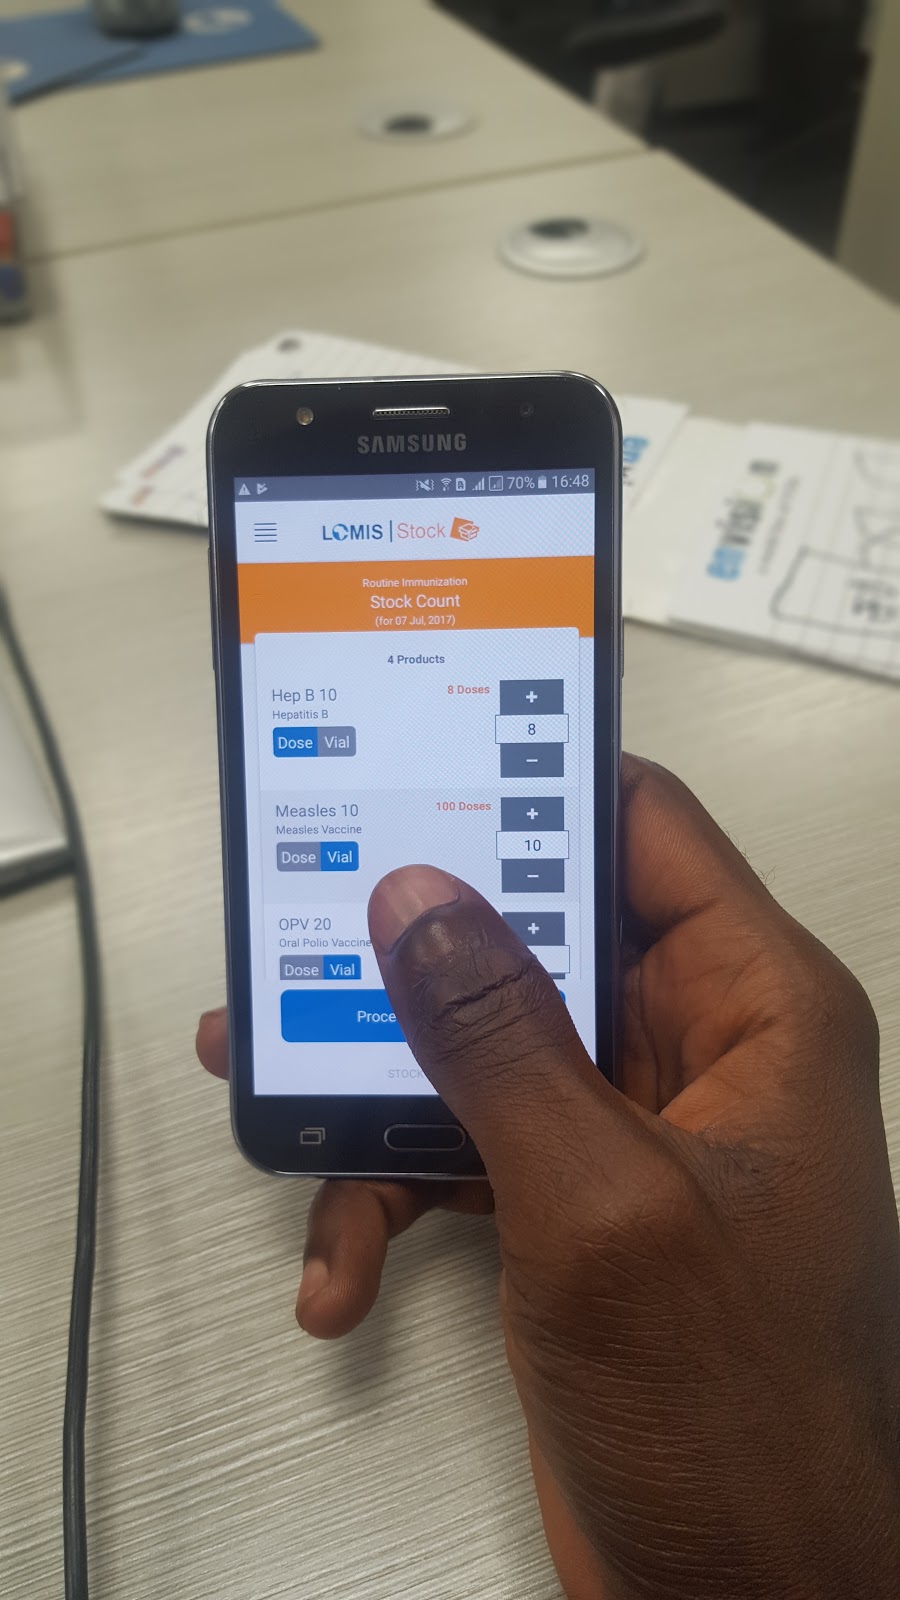 SAMSUNG
70% 16:48
LOMIS | Stock
Routine Immunization
Stock Count
(for 07 Jul, 2017)
4 Products
Hep B 10
8 Doses
+
Hepatitis B
8
Dose Vial
−
Measles 10
100 Doses
+
Measles Vaccine
10
Dose Vial
−
OPV 20
+
Oral Polio Vaccine
Dose Vial
Proce
STOCK
envision